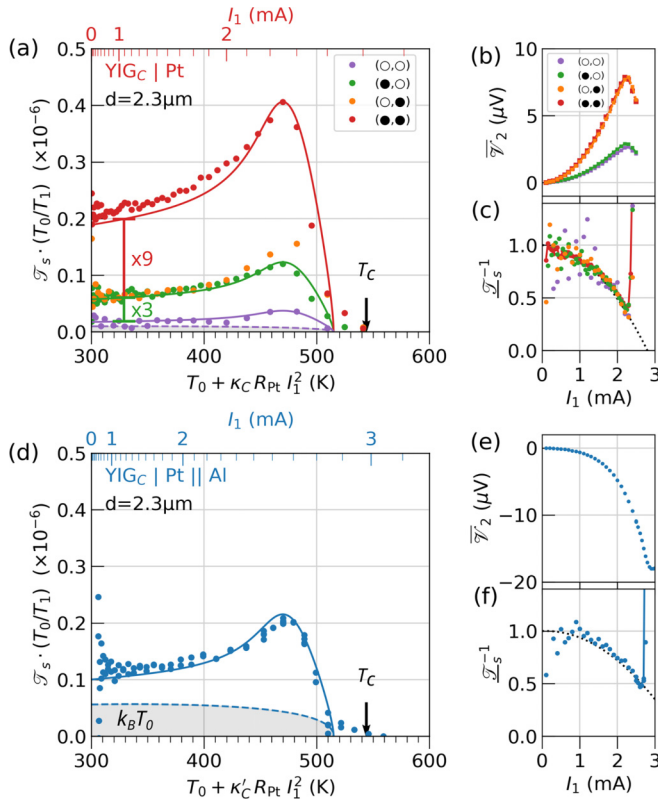 I₁ (mA)
0 1 2
(a)
YIG_C | Pt
d=2.3μm
(○,○)
(●,○)
(○,●)
(●,●)
x9
x3
T_C
𝒯_s · (T₀/T₁) (×10⁻⁶)
0.5
0.4
0.3
0.2
0.1
0.0
300 400 500 600
T₀ + κ_C R_Pt I₁² (K)
(b)
(○,○)
(●,○)
(○,●)
(●,●)
𝒱̅₂ (μV)
10
5
0
(c)
𝒯_s⁻¹
1.0
0.5
0.0
0 1 2 3
I₁ (mA)
I₁ (mA)
0 1 2 3
(d)
YIG_C | Pt || Al
d=2.3μm
T_C
k_BT₀
𝒯_s · (T₀/T₁) (×10⁻⁶)
0.5
0.4
0.3
0.2
0.1
0.0
300 400 500 600
T₀ + κ′_C R_Pt I₁² (K)
(e)
𝒱̅₂ (μV)
0
−10
−20
(f)
𝒯_s⁻¹
1.0
0.5
0.0
0 1 2 3
I₁ (mA)